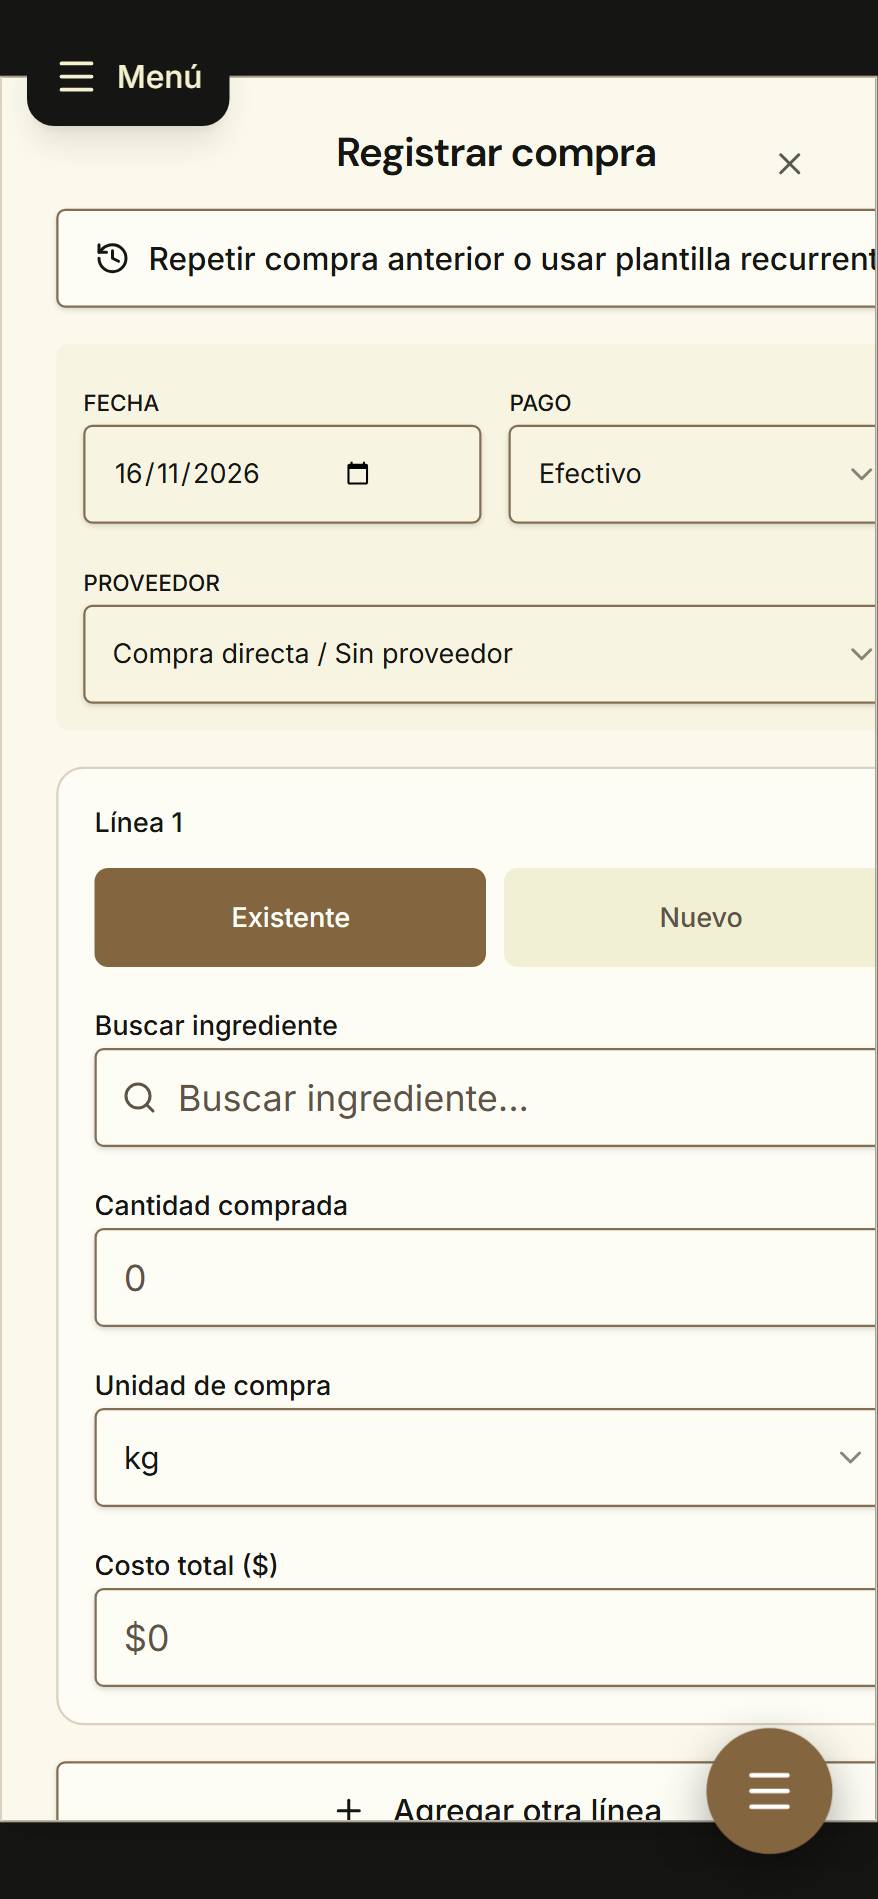 Menú
Registrar compra
Repetir compra anterior o usar plantilla recurrent
FECHA
PAGO
16/11/2026
Efectivo
PROVEEDOR
Compra directa / Sin proveedor
Línea 1
Existente
Nuevo
Buscar ingrediente
Buscar ingrediente...
Cantidad comprada
0
Unidad de compra
kg
Costo total ($)
$0
Agregar otra línea